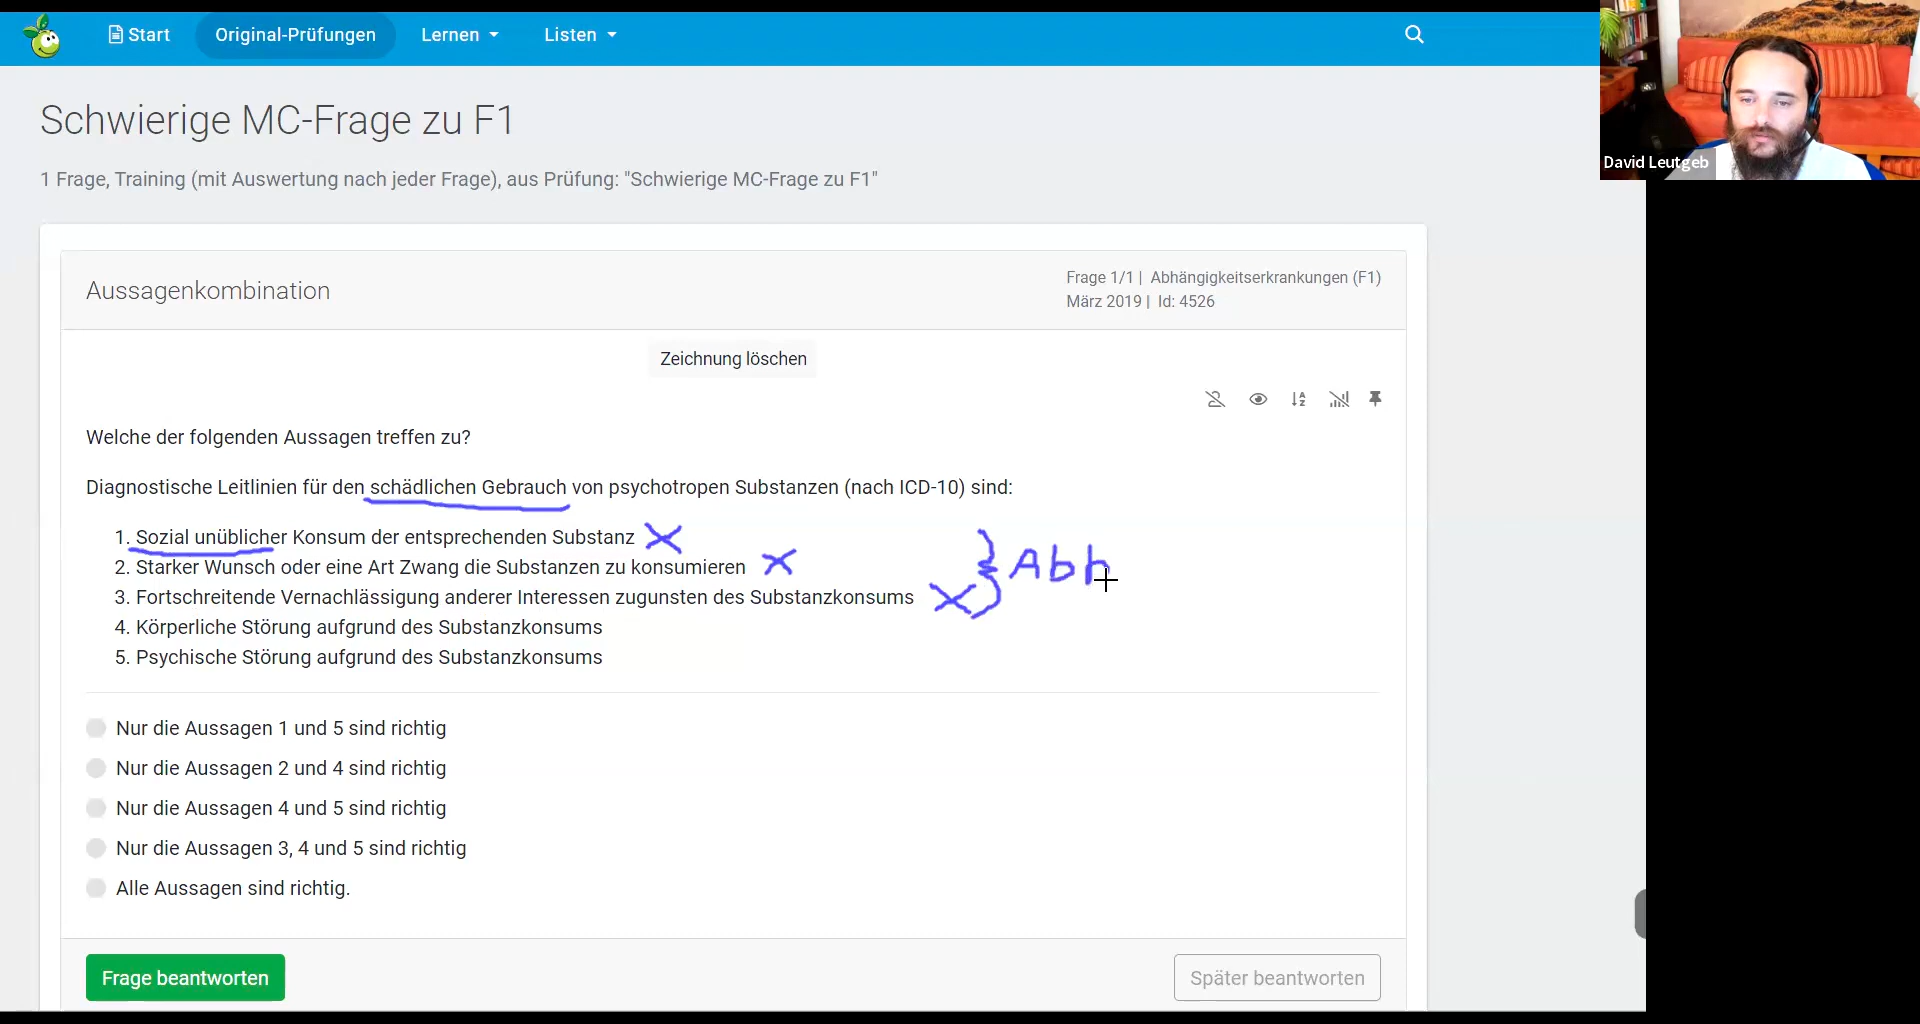 Start Original-Prüfungen Lernen Listen
David Leutgeb
Schwierige MC-Frage zu F1
1 Frage, Training (mit Auswertung nach jeder Frage), aus Prüfung: "Schwierige MC-Frage zu F1"
Aussagenkombination
Frage 1/1 | Abhängigkeitserkrankungen (F1)
März 2019 | Id: 4526
Zeichnung löschen
Welche der folgenden Aussagen treffen zu?
Diagnostische Leitlinien für den schädlichen Gebrauch von psychotropen Substanzen (nach ICD-10) sind:
1. Sozial unüblicher Konsum der entsprechenden Substanz X
2. Starker Wunsch oder eine Art Zwang die Substanzen zu konsumieren X
} Abh
3. Fortschreitende Vernachlässigung anderer Interessen zugunsten des Substanzkonsums X
4. Körperliche Störung aufgrund des Substanzkonsums
5. Psychische Störung aufgrund des Substanzkonsums
Nur die Aussagen 1 und 5 sind richtig
Nur die Aussagen 2 und 4 sind richtig
Nur die Aussagen 4 und 5 sind richtig
Nur die Aussagen 3, 4 und 5 sind richtig
Alle Aussagen sind richtig.
Frage beantworten
Später beantworten